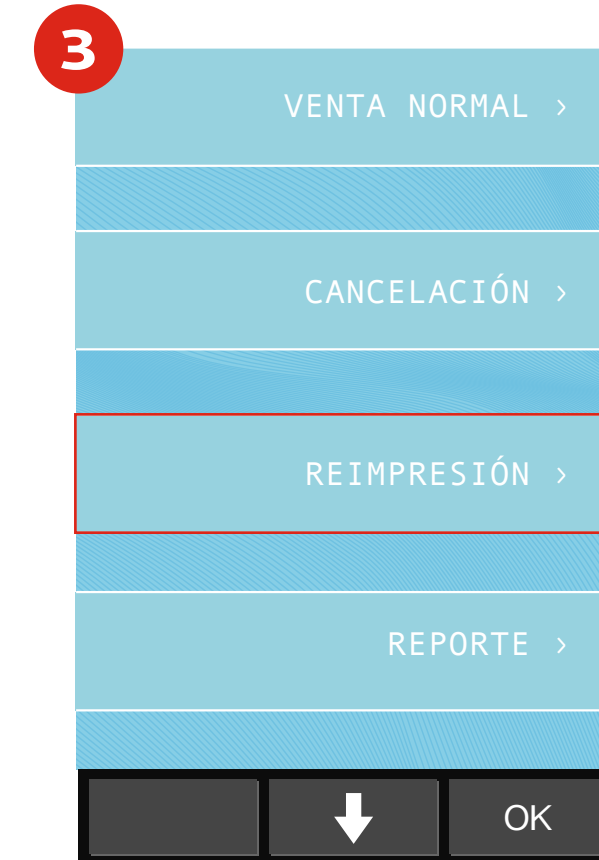 3
VENTA NORMAL >
CANCELACIÓN >
REIMPRESIÓN >
REPORTE >
OK